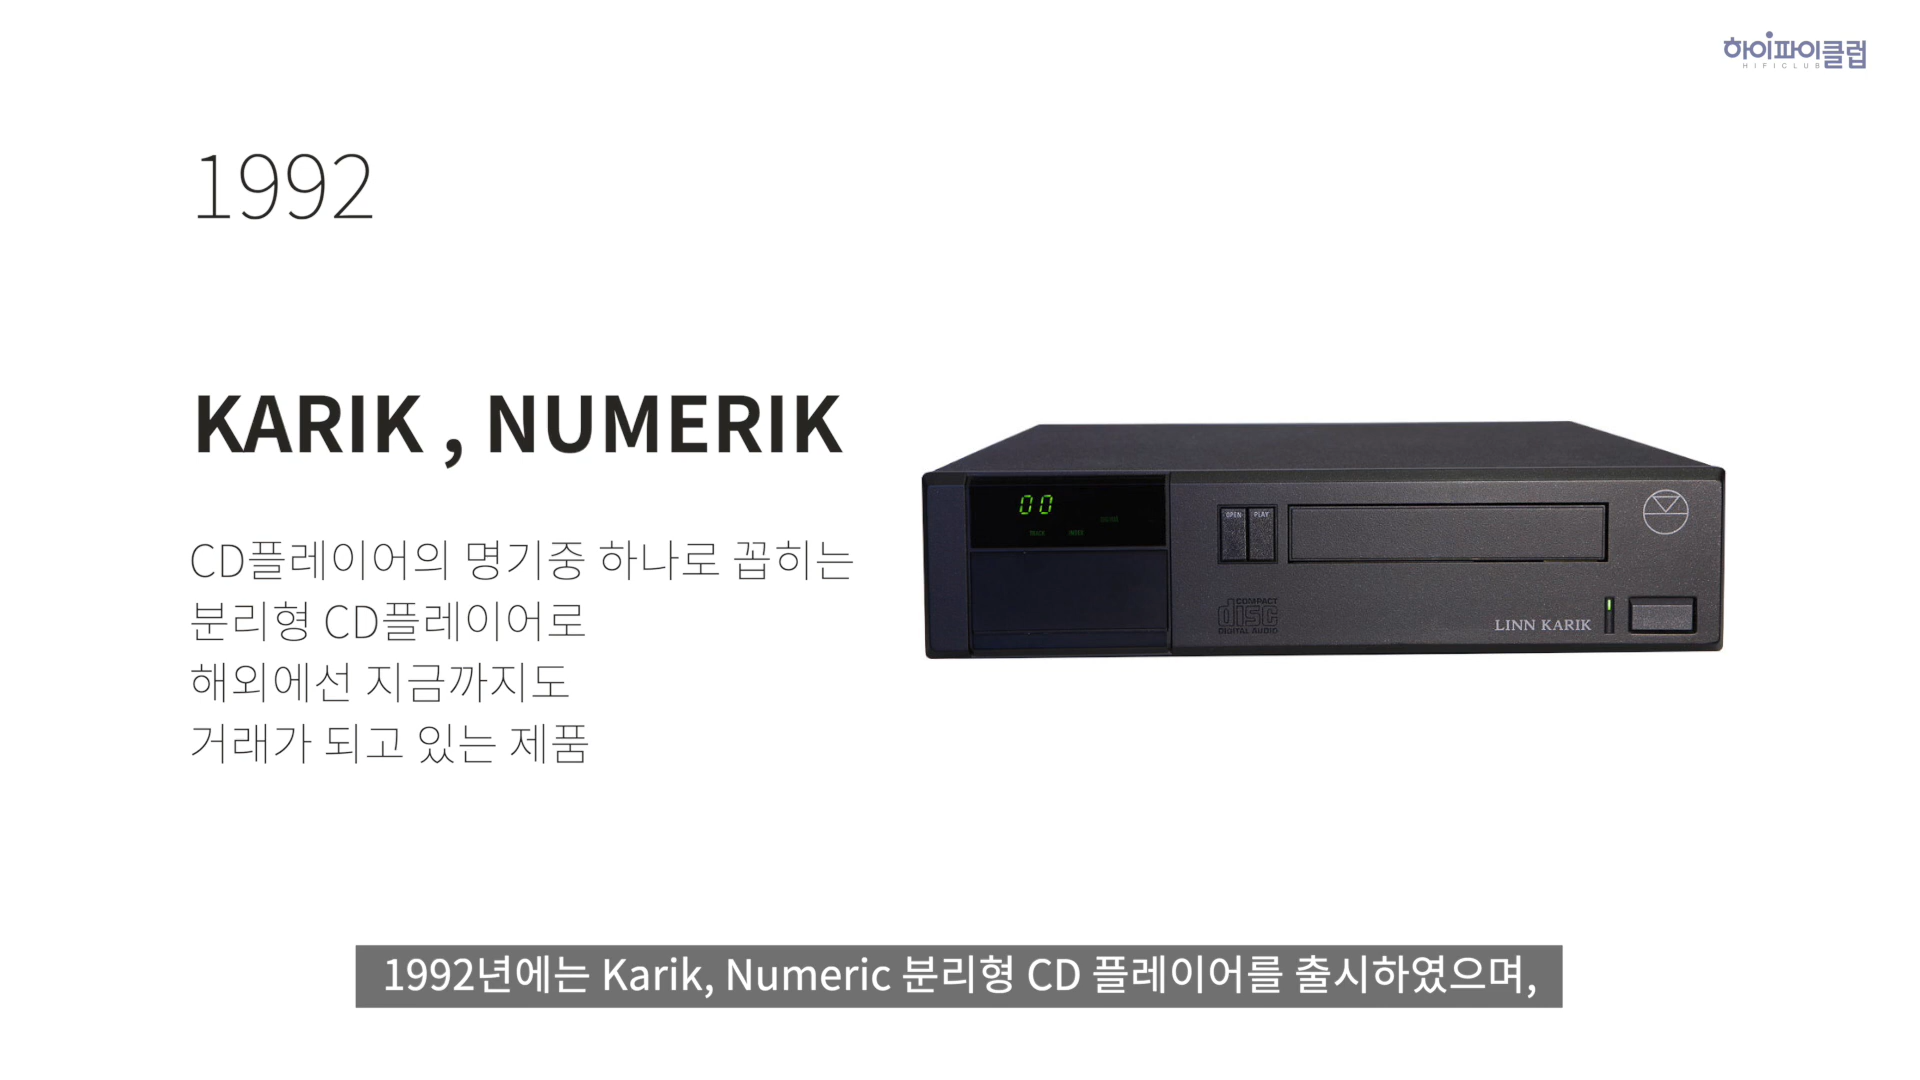 하이파이클럽
HIFICLUB
1992
KARIK , NUMERIK
CD플레이어의 명기중 하나로 꼽히는
분리형 CD플레이어로
해외에선 지금까지도
거래가 되고 있는 제품
00
TRACK INDEX
OPEN PLAY
COMPACT
disc
DIGITAL AUDIO
LINN KARIK
1992년에는 Karik, Numeric 분리형 CD 플레이어를 출시하였으며,